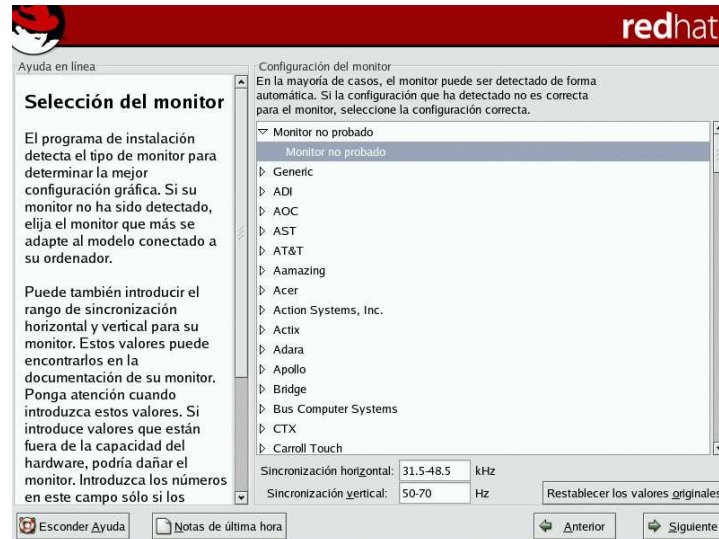 redhat
Ayuda en línea
Selección del monitor
El programa de instalación
detecta el tipo de monitor para
determinar la mejor
configuración gráfica. Si su
monitor no ha sido detectado,
elija el monitor que más se
adapte al modelo conectado a
su ordenador.
Puede también introducir el
rango de sincronización
horizontal y vertical para su
monitor. Estos valores puede
encontrarlos en la
documentación de su monitor.
Ponga atención cuando
introduzca estos valores. Si
introduce valores que están
fuera de la capacidad del
hardware, podría dañar el
monitor. Introduzca los números
en este campo sólo si los
Configuración del monitor
En la mayoría de casos, el monitor puede ser detectado de forma
automática. Si la configuración que ha detectado no es correcta
para el monitor, seleccione la configuración correcta.
Monitor no probado
Monitor no probado
Generic
ADI
AOC
AST
AT&T
Aamazing
Acer
Action Systems, Inc.
Actix
Adara
Apollo
Bridge
Bus Computer Systems
CTX
Carroll Touch
Sincronización horizontal: 31.5-48.5 kHz
Sincronización vertical: 50-70 Hz
Restablecer los valores originales
Esconder Ayuda
Notas de última hora
Anterior
Siguiente